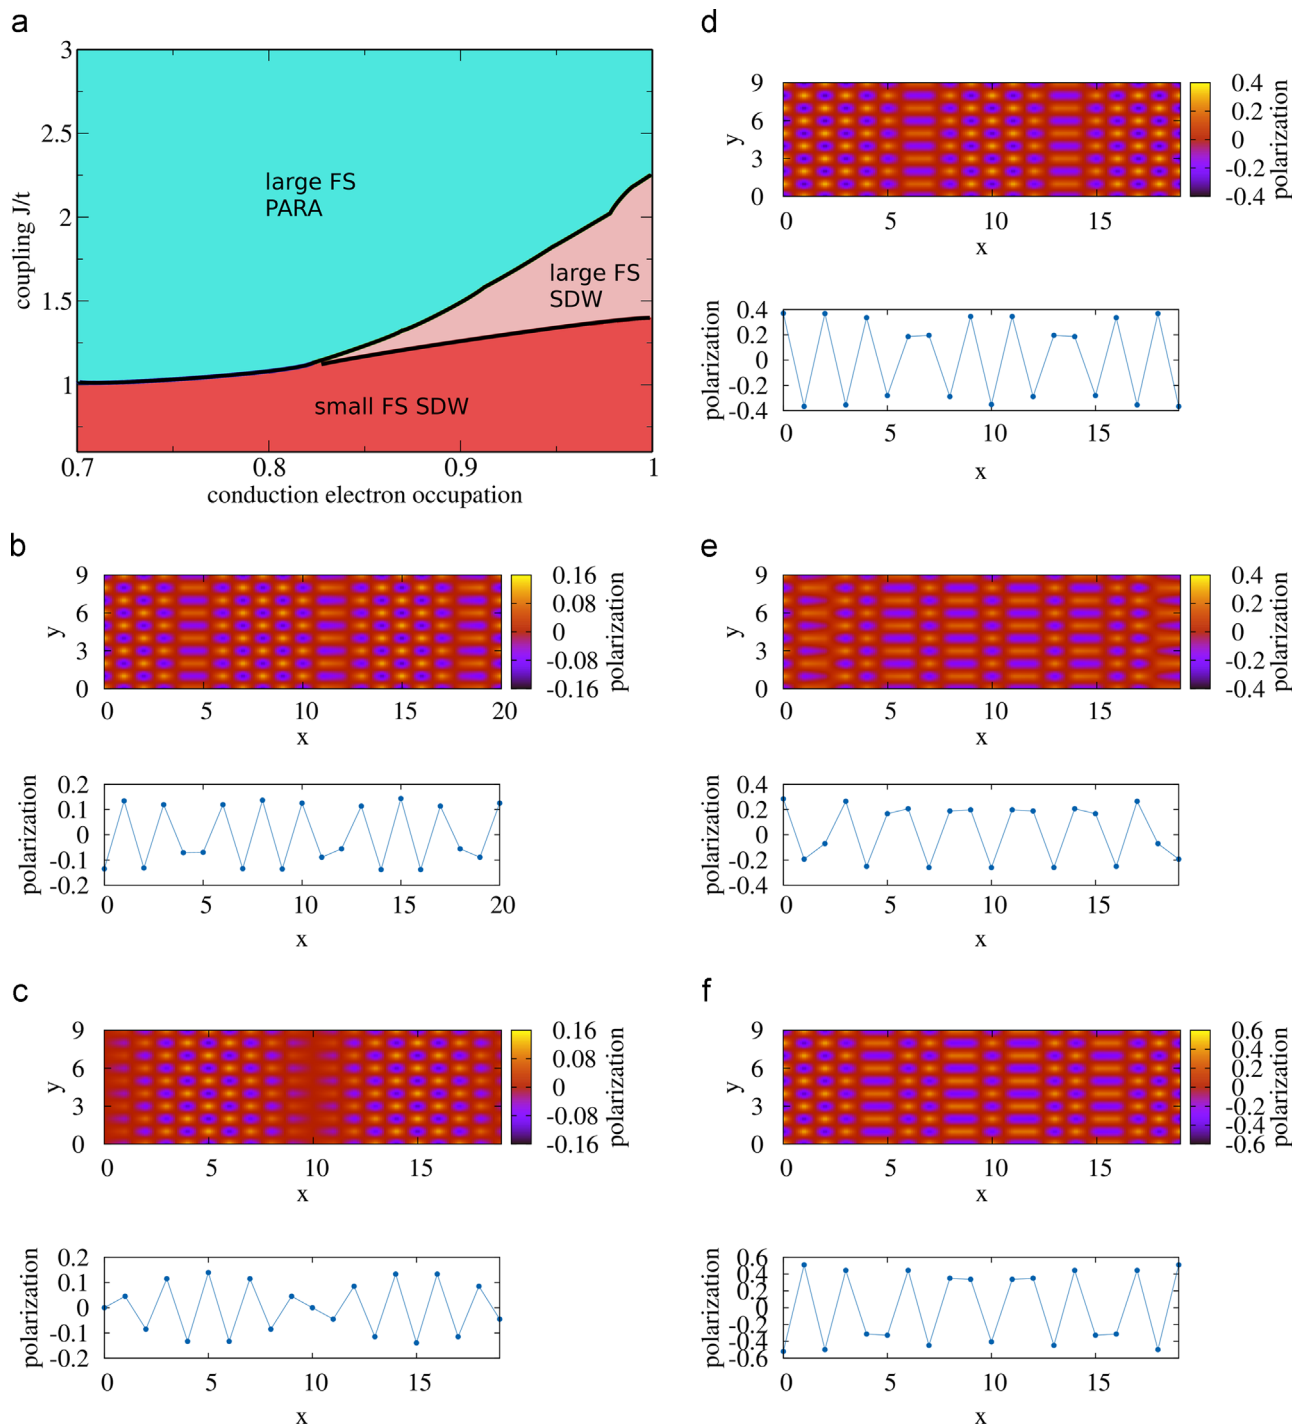 a
3
2.5
2
1.5
1
coupling J/t
large FS
PARA
large FS
SDW
small FS SDW
0.7 0.8 0.9 1
conduction electron occupation
b
9
6
3
0
y
0 5 10 15 20
x
0.16
0.08
0
-0.08
-0.16
polarization
0.2
0.1
0
-0.1
-0.2
polarization
0 5 10 15 20
x
c
9
6
3
0
y
0 5 10 15
x
0.16
0.08
0
-0.08
-0.16
polarization
0.2
0.1
0
-0.1
-0.2
polarization
0 5 10 15
x
d
9
6
3
0
y
0 5 10 15
x
0.4
0.2
0
-0.2
-0.4
polarization
0.4
0.2
0
-0.2
-0.4
polarization
0 5 10 15
x
e
9
6
3
0
y
0 5 10 15
x
0.4
0.2
0
-0.2
-0.4
polarization
0.4
0.2
0
-0.2
-0.4
polarization
0 5 10 15
x
f
9
6
3
0
y
0 5 10 15
x
0.6
0.4
0.2
0
-0.2
-0.4
-0.6
polarization
0.6
0.4
0.2
0
-0.2
-0.4
-0.6
polarization
0 5 10 15
x